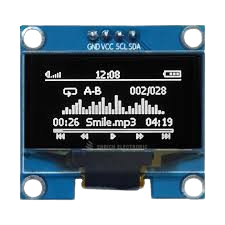 GND VCC SCL SDA
12:08
A-B 002/028
00:26 Smile.mp3 04:19